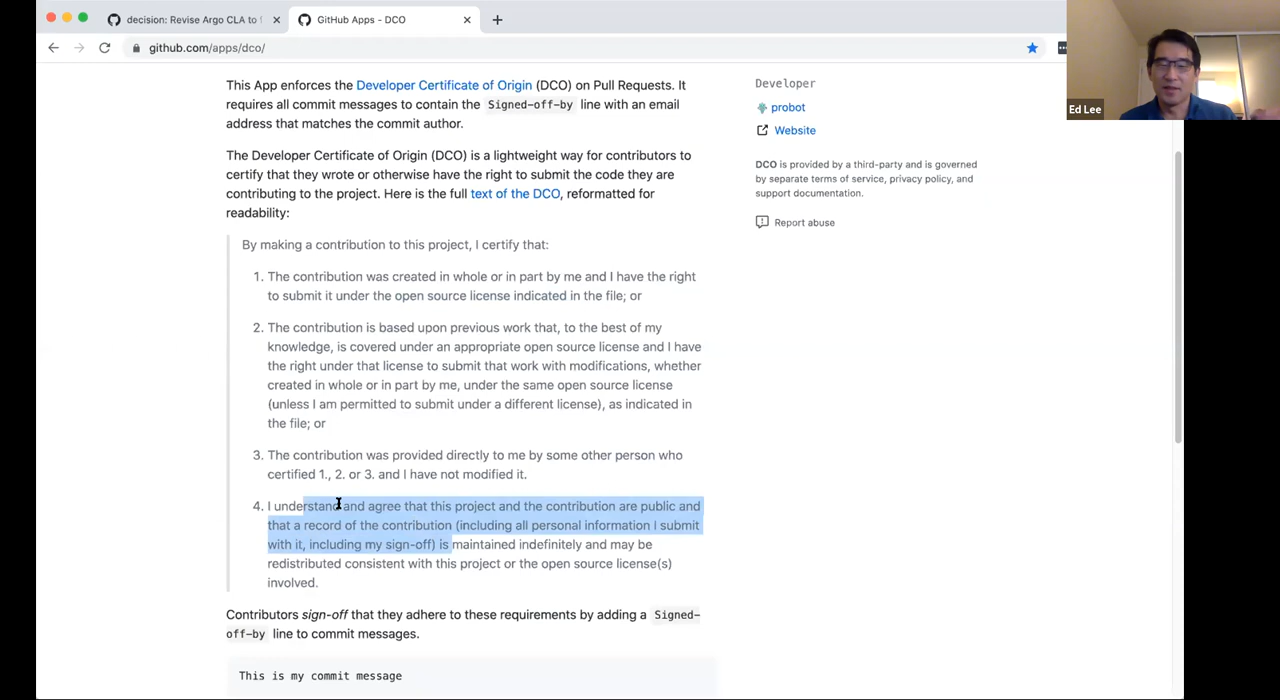 decision: Revise Argo CLA to
GitHub Apps - DCO
github.com/apps/dco/
This App enforces the Developer Certificate of Origin (DCO) on Pull Requests. It
requires all commit messages to contain the Signed-off-by line with an email
address that matches the commit author.
The Developer Certificate of Origin (DCO) is a lightweight way for contributors to
certify that they wrote or otherwise have the right to submit the code they are
contributing to the project. Here is the full text of the DCO, reformatted for
readability:
By making a contribution to this project, I certify that:
1. The contribution was created in whole or in part by me and I have the right
to submit it under the open source license indicated in the file; or
2. The contribution is based upon previous work that, to the best of my
knowledge, is covered under an appropriate open source license and I have
the right under that license to submit that work with modifications, whether
created in whole or in part by me, under the same open source license
(unless I am permitted to submit under a different license), as indicated in
the file; or
3. The contribution was provided directly to me by some other person who
certified 1., 2. or 3. and I have not modified it.
4. I understand and agree that this project and the contribution are public and
that a record of the contribution (including all personal information I submit
with it, including my sign-off) is maintained indefinitely and may be
redistributed consistent with this project or the open source license(s)
involved.
Contributors sign-off that they adhere to these requirements by adding a Signed-
off-by line to commit messages.
This is my commit message
Developer
probot
Website
DCO is provided by a third-party and is governed
by separate terms of service, privacy policy, and
support documentation.
Report abuse
Ed Lee